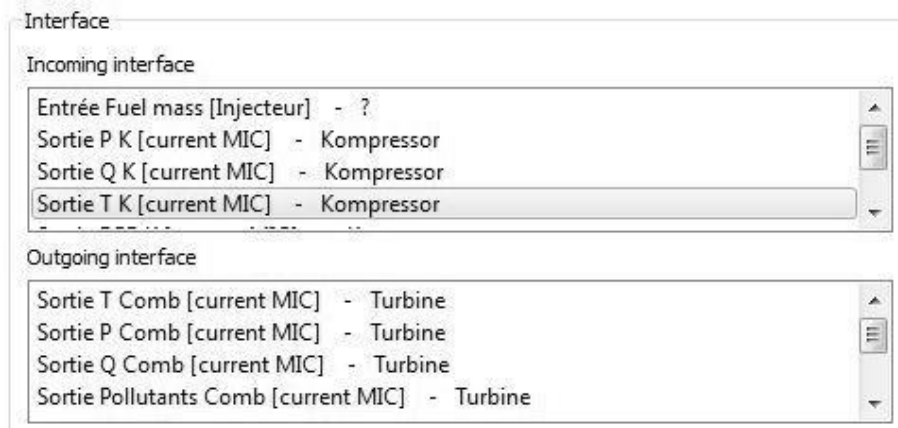 Interface
Incoming interface
Entrée Fuel mass [Injecteur] - ?
Sortie P K [current MIC] - Kompressor
Sortie Q K [current MIC] - Kompressor
Sortie T K [current MIC] - Kompressor
Outgoing interface
Sortie T Comb [current MIC] - Turbine
Sortie P Comb [current MIC] - Turbine
Sortie Q Comb [current MIC] - Turbine
Sortie Pollutants Comb [current MIC] - Turbine